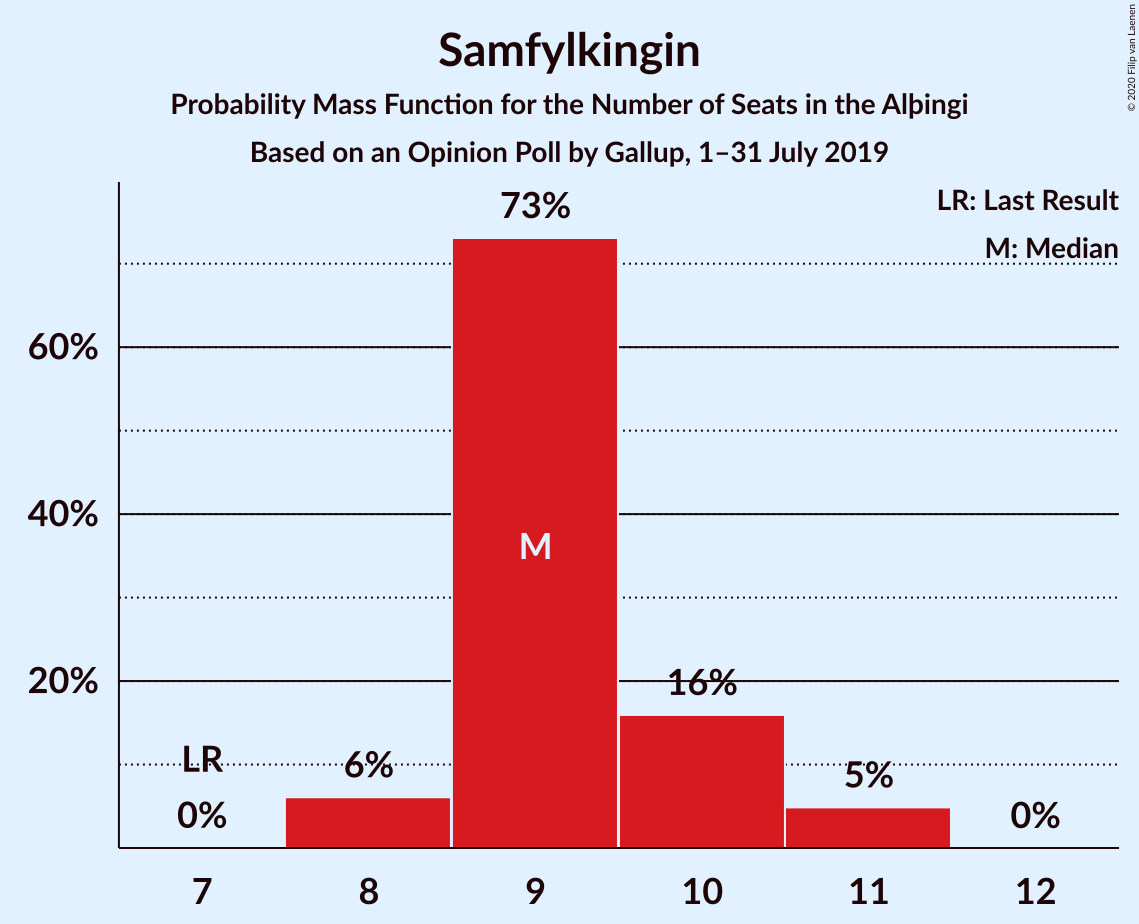 Samfylkingin
Probability Mass Function for the Number of Seats in the Alþingi
Based on an Opinion Poll by Gallup, 1–31 July 2019
© 2020 Filip van Laenen
LR: Last Result
M: Median
73%
60%
40%
M
20%
16%
LR
6%
5%
0%
0%
7 8 9 10 11 12